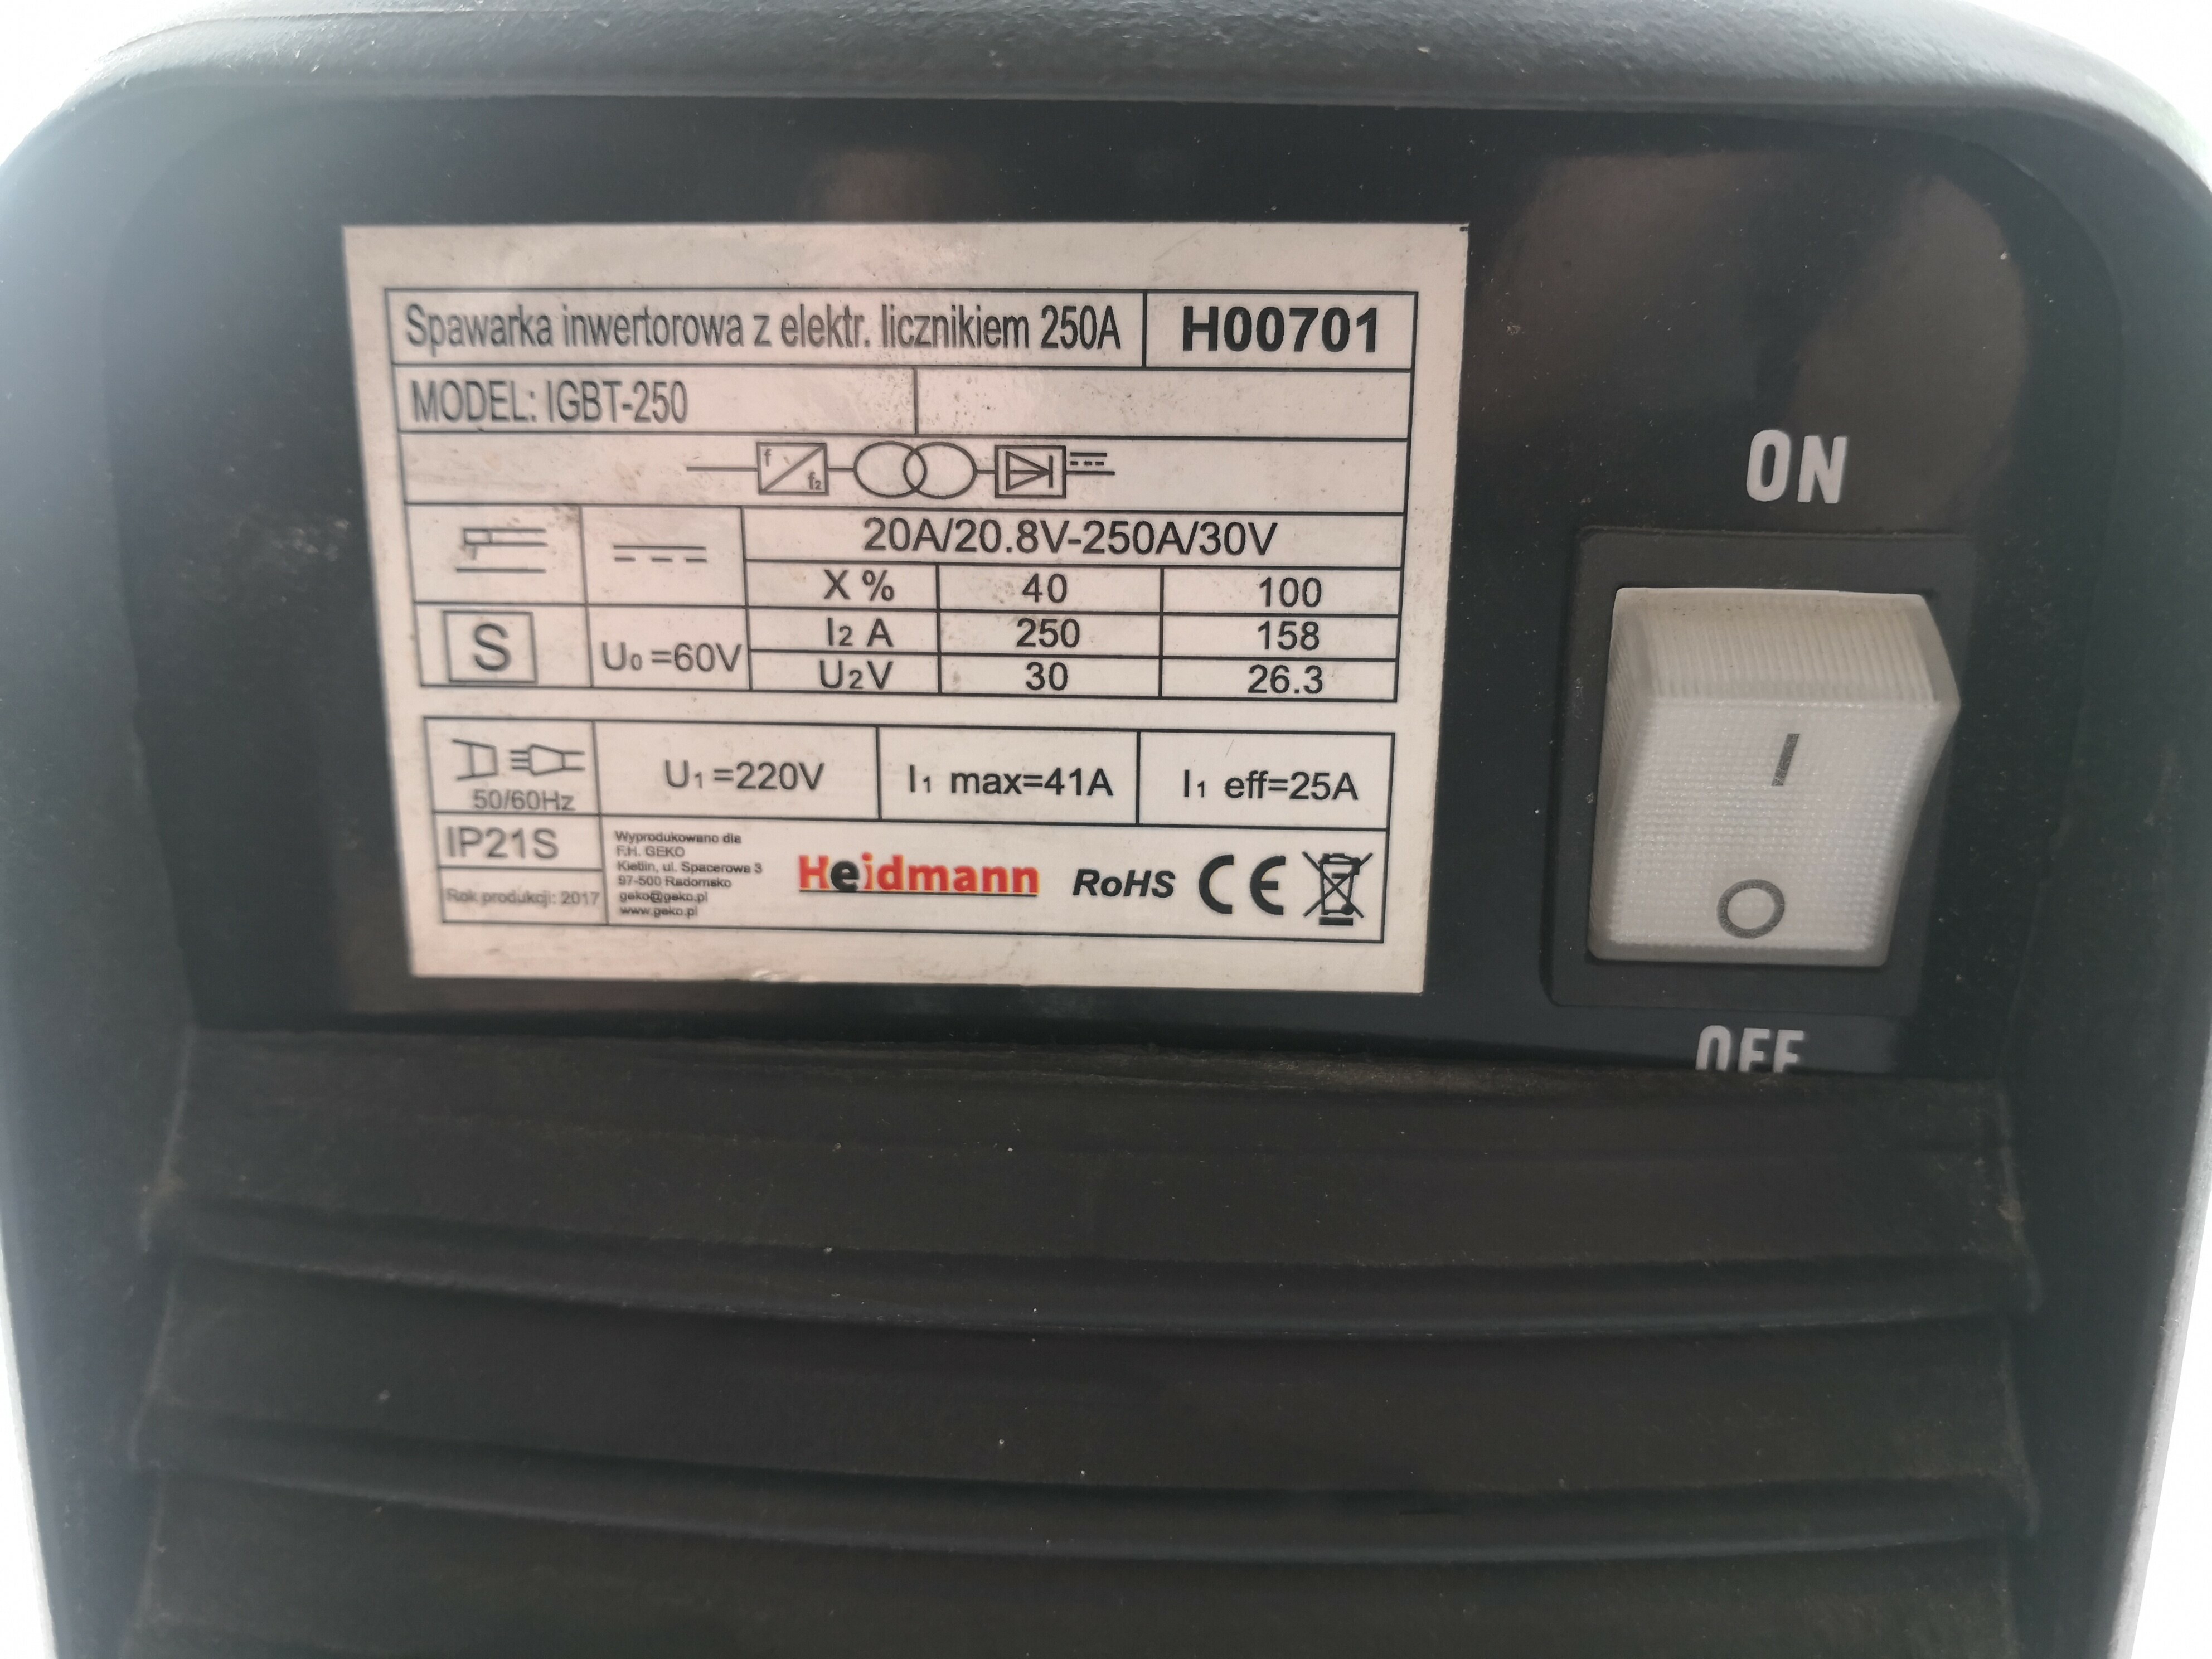 Spawarka inwertorowa z elektr. licznikiem 250A H00701
MODEL: IGBT-250
f f2
20A/20.8V-250A/30V
X % 40 100
I2 A 250 158
S U0 =60V
U2V 30 26.3
U1 =220V I1 max=41A I1 eff=25A
50/60Hz
IP21S
Rok produkcji: 2017
Wyprodukowano dla
F.H. GEKO
Kietlin, ul. Spacerowa 3
97-500 Radomsko
geko@geko.pl
www.geko.pl
Heidmann RoHS CE
ON
I
O
OFF